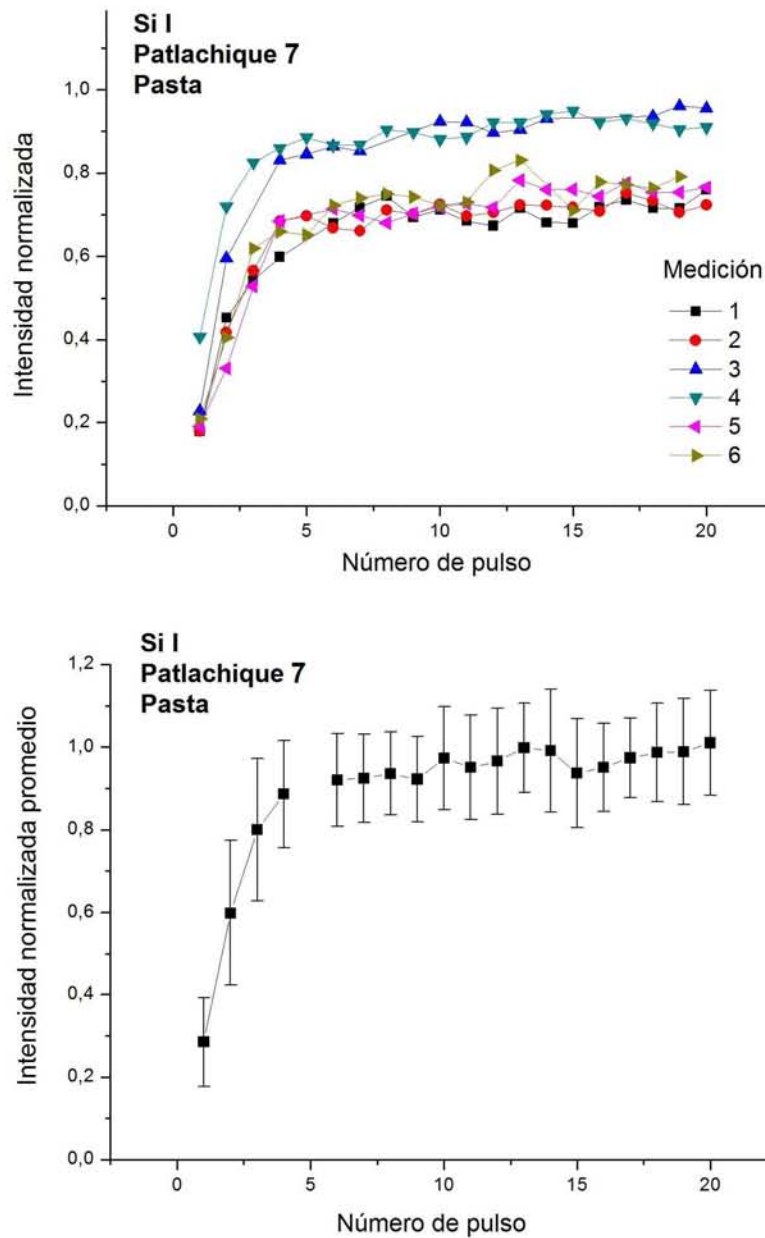 Si I
Patlachique 7
Pasta
1,0
0,8
0,6
0,4
0,2
0,0
Intensidad normalizada
Medición
1
2
3
4
5
6
0 5 10 15 20
Número de pulso
Si I
Patlachique 7
Pasta
1,2
1,0
0,8
0,6
0,4
0,2
0,0
Intensidad normalizada promedio
0 5 10 15 20
Número de pulso